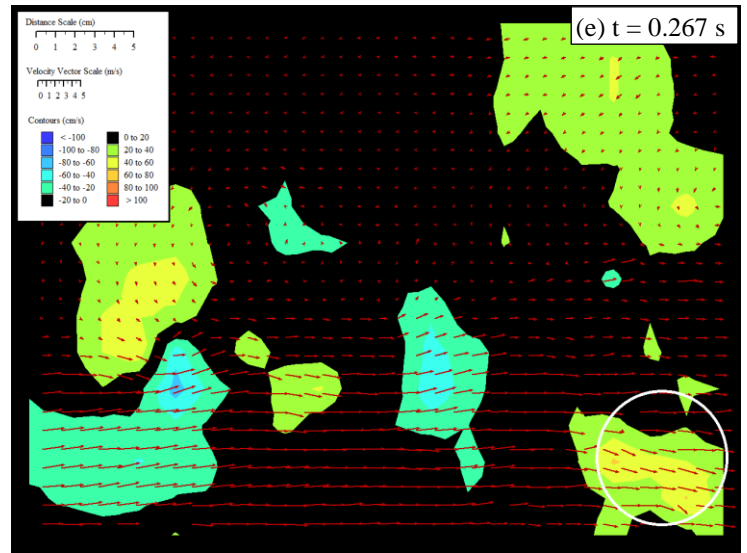 (e) t = 0.267 s
Distance Scale (cm)
0 1 2 3 4 5
Velocity Vector Scale (m/s)
0 1 2 3 4 5
Contours (cm/s)
< -100 0 to 20
-100 to -80 20 to 40
-80 to -60 40 to 60
-60 to -40 60 to 80
-40 to -20 80 to 100
-20 to 0 > 100